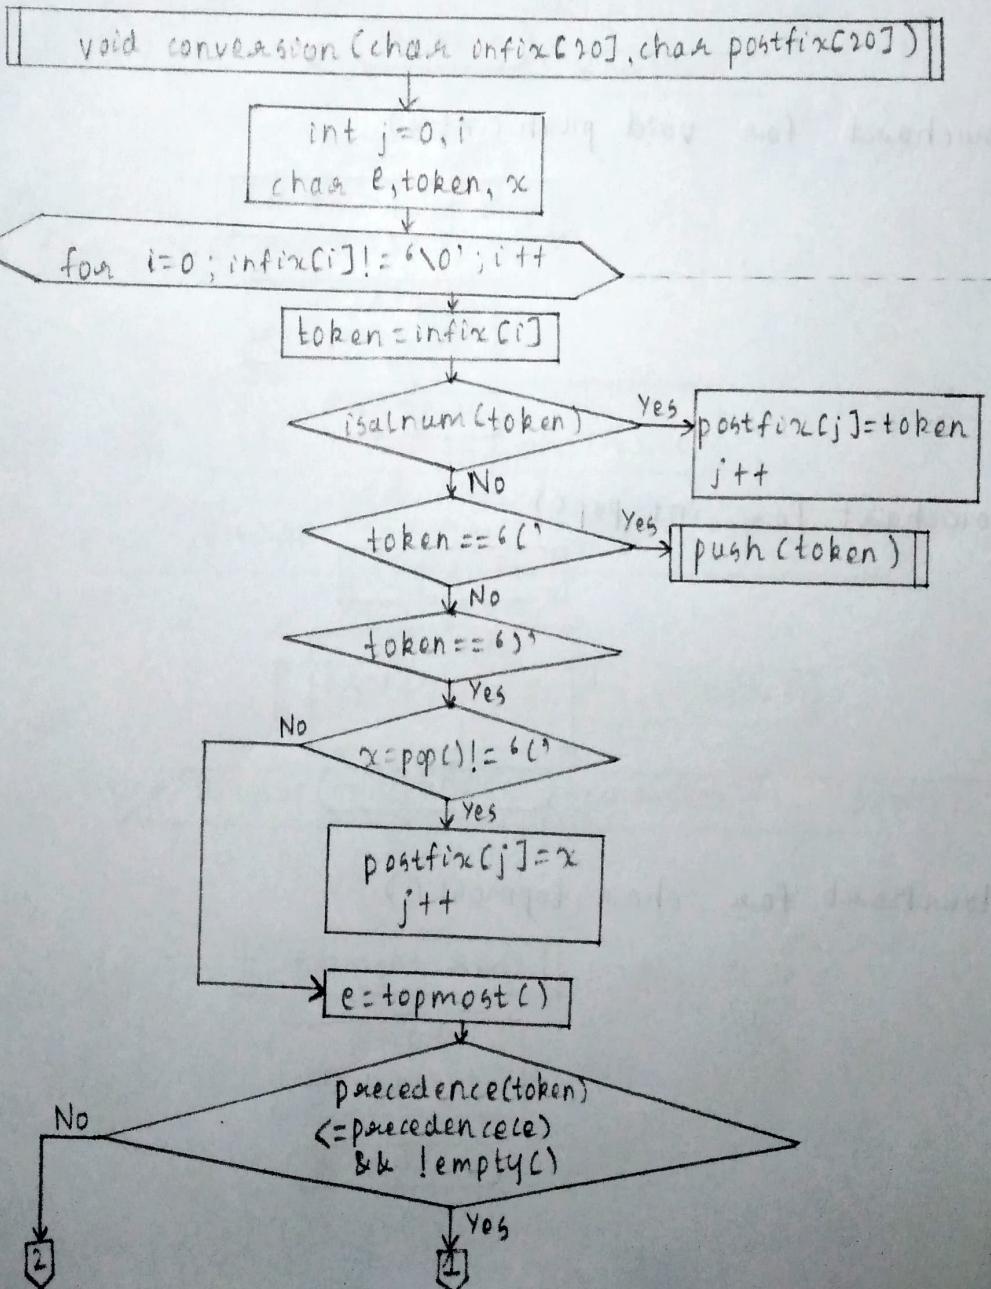 void conversion (char infix[20], char postfix[20])
int j=0, i
char e, token, x
for i=0; infix[i]!= '\0'; i++
token = infix[i]
isalnum(token)
Yes
postfix[j]=token
j++
No
token == '('
Yes
push (token)
No
token == ')'
Yes
No
x=pop()!= '('
Yes
postfix[j]=x
j++
e=topmost()
precedence(token)
<=precedence(e)
&& !empty()
No
Yes
2
1